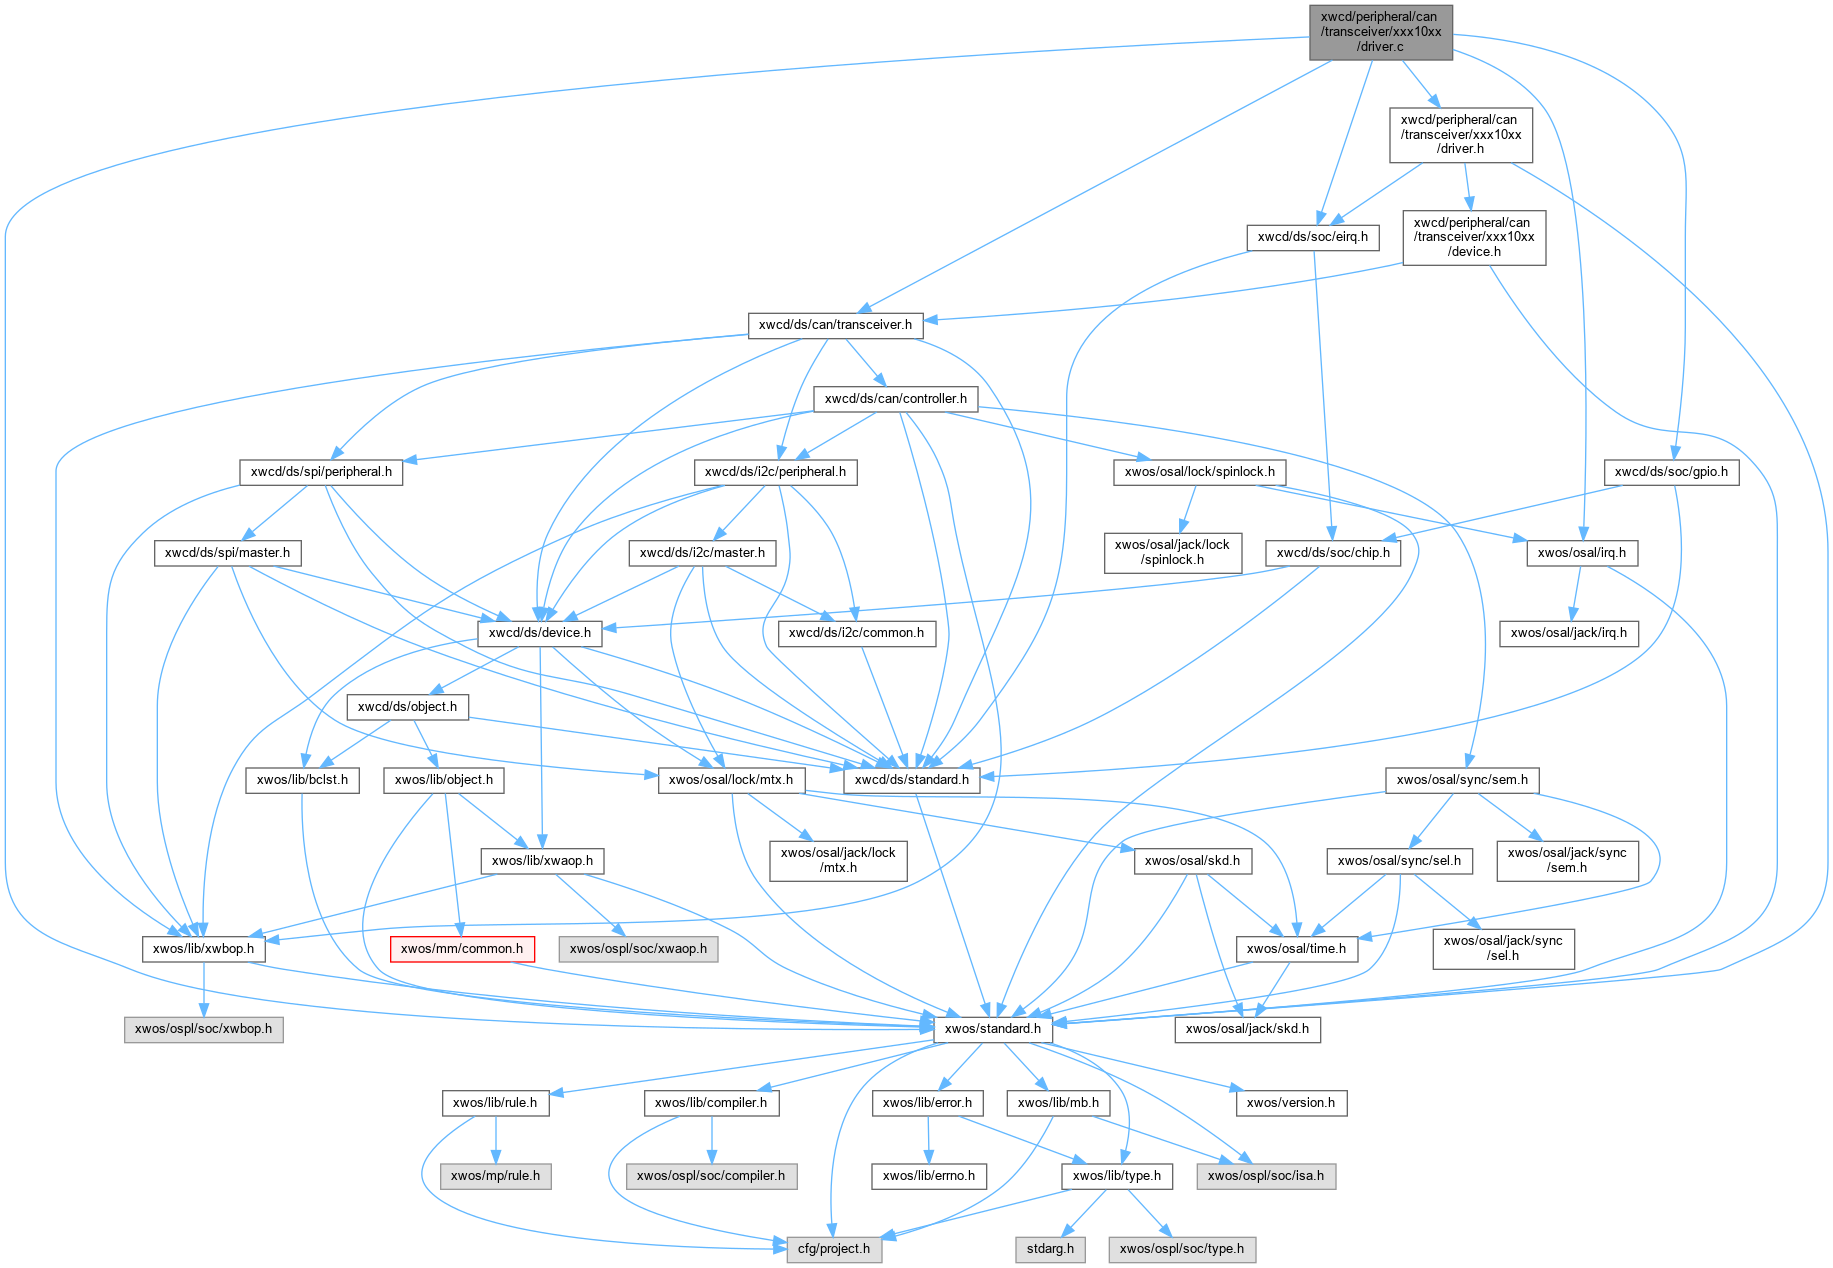 xwcd/peripheral/can
/transceiver/xxx10xx
/driver.c
xwcd/peripheral/can
/transceiver/xxx10xx
/driver.h
xwcd/ds/soc/eirq.h
xwcd/peripheral/can
/transceiver/xxx10xx
/device.h
xwcd/ds/can/transceiver.h
xwcd/ds/can/controller.h
xwcd/ds/spi/peripheral.h
xwcd/ds/i2c/peripheral.h
xwos/osal/lock/spinlock.h
xwcd/ds/soc/gpio.h
xwcd/ds/spi/master.h
xwcd/ds/i2c/master.h
xwos/osal/jack/lock
/spinlock.h
xwcd/ds/soc/chip.h
xwos/osal/irq.h
xwcd/ds/device.h
xwcd/ds/i2c/common.h
xwos/osal/jack/irq.h
xwcd/ds/object.h
xwos/lib/bclst.h
xwos/lib/object.h
xwos/osal/lock/mtx.h
xwcd/ds/standard.h
xwos/osal/sync/sem.h
xwos/lib/xwaop.h
xwos/osal/jack/lock
/mtx.h
xwos/osal/skd.h
xwos/osal/sync/sel.h
xwos/osal/jack/sync
/sem.h
xwos/lib/xwbop.h
xwos/mm/common.h
xwos/ospl/soc/xwaop.h
xwos/osal/time.h
xwos/osal/jack/sync
/sel.h
xwos/ospl/soc/xwbop.h
xwos/standard.h
xwos/osal/jack/skd.h
xwos/lib/rule.h
xwos/lib/compiler.h
xwos/lib/error.h
xwos/lib/mb.h
xwos/version.h
xwos/mp/rule.h
xwos/ospl/soc/compiler.h
xwos/lib/errno.h
xwos/lib/type.h
xwos/ospl/soc/isa.h
cfg/project.h
stdarg.h
xwos/ospl/soc/type.h